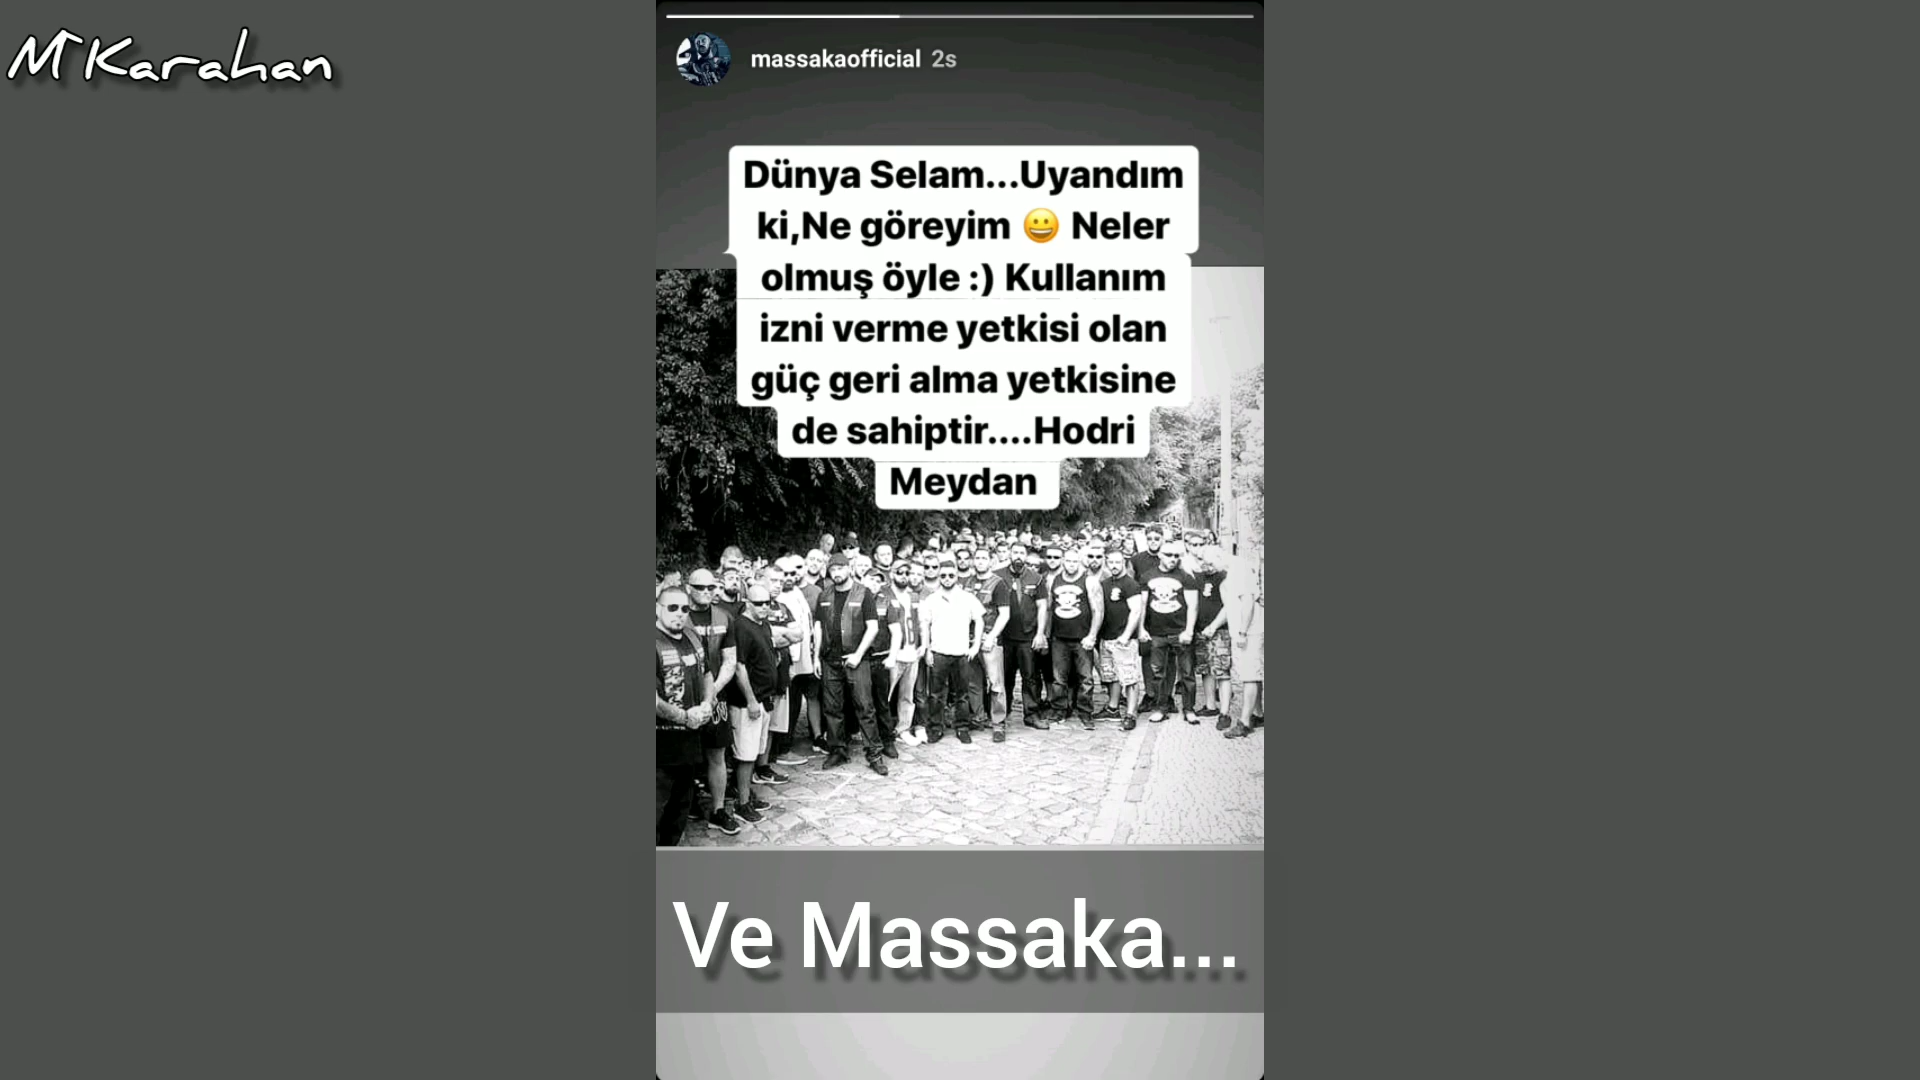 M Karahan
massakaofficial 2s
Dünya Selam...Uyandım
ki,Ne göreyim 😀 Neler
olmuş öyle :) Kullanım
izni verme yetkisi olan
güç geri alma yetkisine
de sahiptir....Hodri
Meydan
Ve Massaka...